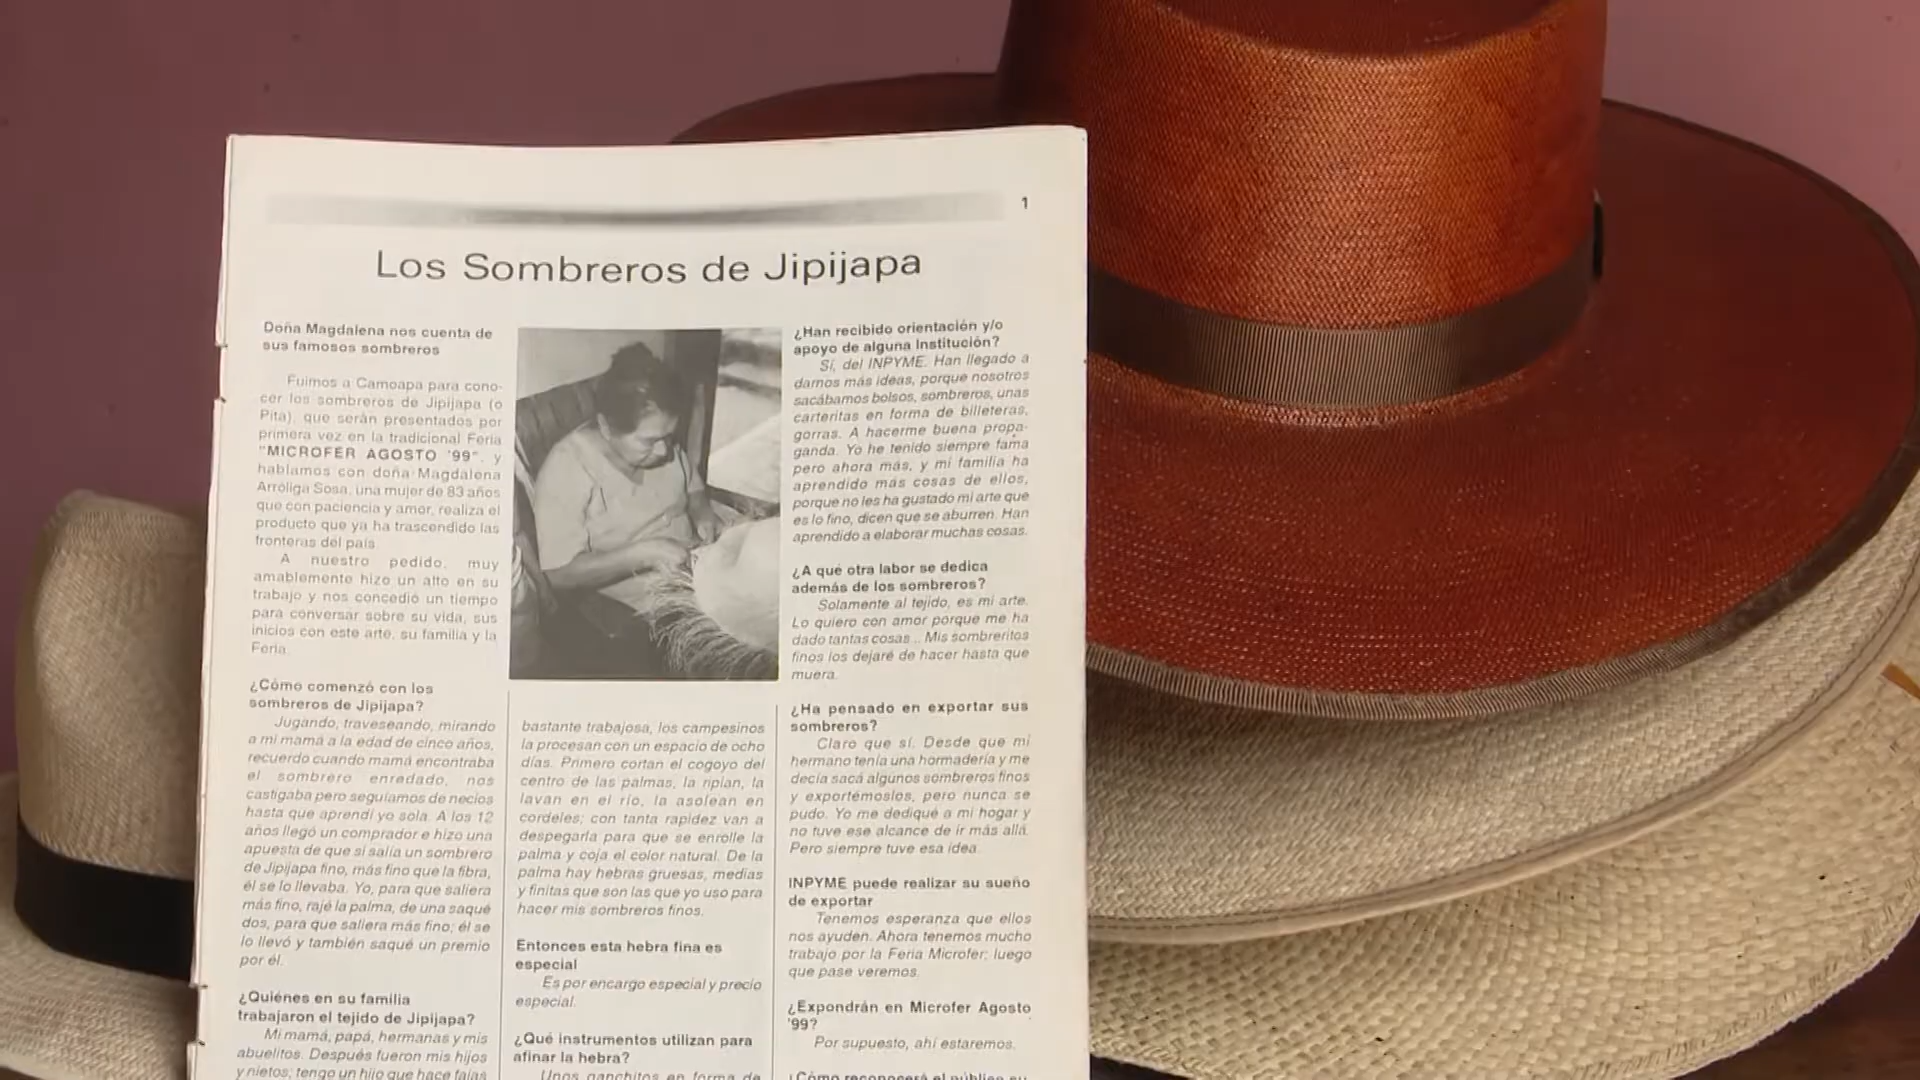 1
Los Sombreros de Jipijapa
Doña Magdalena nos cuenta de
sus famosos sombreros
Fuimos a Camoapa para cono-
cer los sombreros de Jipijapa (o
Pita), que serán presentados por
primera vez en la tradicional Feria
"MICROFER AGOSTO '99", y
hablamos con doña Magdalena
Arróliga Sosa, una mujer de 83 años
que con paciencia y amor, realiza el
producto que ya ha trascendido las
fronteras del país.
A nuestro pedido, muy
amablemente hizo un alto en su
trabajo y nos concedió un tiempo
para conversar sobre su vida, sus
inicios con este arte, su familia y la
Feria.
¿Cómo comenzó con los
sombreros de Jipijapa?
Jugando, traveseando, mirando
a mi mamá a la edad de cinco años,
recuerdo cuando mamá encontraba
el sombrero enredado, nos
castigaba pero seguíamos de necios
hasta que aprendí yo sola. A los 12
años llegó un comprador e hizo una
apuesta de que si salía un sombrero
de Jipijapa fino, más fino que la fibra,
él se lo llevaba. Yo, para que saliera
más fino, rajé la palma, de una saqué
dos, para que saliera más fino; él se
lo llevó y también saqué un premio
por él.
¿Quiénes en su familia
trabajaron el tejido de Jipijapa?
Mi mamá, papá, hermanas y mis
abuelitos. Después fueron mis hijos
y nietos; tengo un hijo que hace fajas
bastante trabajosa, los campesinos
la procesan con un espacio de ocho
días. Primero cortan el cogoyo del
centro de las palmas, la ripian, la
lavan en el río, la asolean en
cordeles; con tanta rapidez van a
despegarla para que se enrolle la
palma y coja el color natural. De la
palma hay hebras gruesas, medias
y finitas que son las que yo uso para
hacer mis sombreros finos.
Entonces esta hebra fina es
especial
Es por encargo especial y precio
especial.
¿Qué instrumentos utilizan para
afinar la hebra?
Unos ganchitos en forma de
¿Han recibido orientación y/o
apoyo de alguna Institución?
Sí, del INPYME. Han llegado a
darnos más ideas, porque nosotros
sacábamos bolsos, sombreros, unas
carteritas en forma de billeteras,
gorras. A hacerme buena propa-
ganda. Yo he tenido siempre fama
pero ahora más, y mi familia ha
aprendido más cosas de ellos,
porque no les ha gustado mi arte que
es lo fino, dicen que se aburren. Han
aprendido a elaborar muchas cosas.
¿A qué otra labor se dedica
además de los sombreros?
Solamente al tejido, es mi arte.
Lo quiero con amor porque me ha
dado tantas cosas... Mis sombreritos
finos los dejaré de hacer hasta que
muera.
¿Ha pensado en exportar sus
sombreros?
Claro que sí. Desde que mi
hermano tenía una hormadería y me
decía sacá algunos sombreros finos
y exportémoslos, pero nunca se
pudo. Yo me dediqué a mi hogar y
no tuve ese alcance de ir más allá.
Pero siempre tuve esa idea.
INPYME puede realizar su sueño
de exportar
Tenemos esperanza que ellos
nos ayuden. Ahora tenemos mucho
trabajo por la Feria Microfer; luego
que pase veremos.
¿Expondrán en Microfer Agosto
'99?
Por supuesto, ahí estaremos.
¿Cómo reconocerá el público su